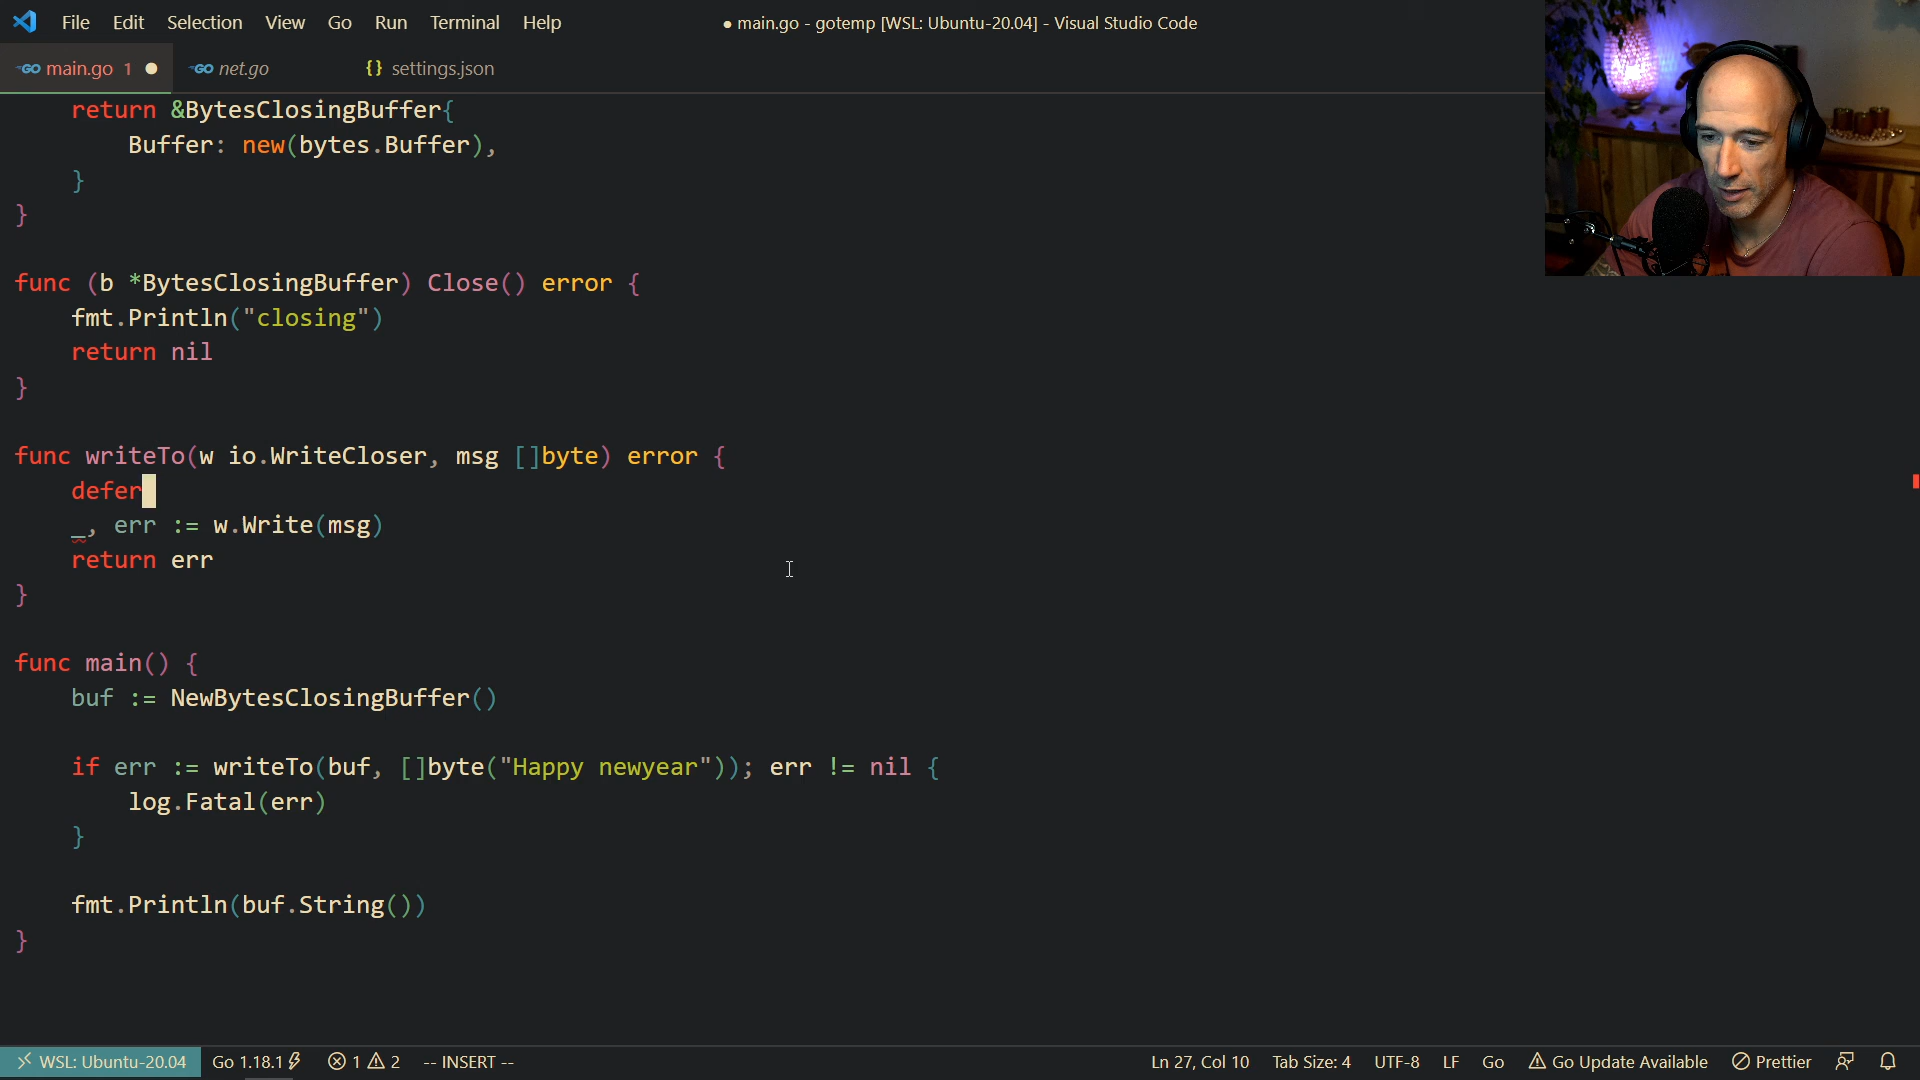 File Edit Selection View Go Run Terminal Help ● main.go - gotemp [WSL: Ubuntu-20.04] - Visual Studio Code
GO main.go 1 ● GO net.go {} settings.json
return &BytesClosingBuffer{
Buffer: new(bytes.Buffer),
}
}
func (b *BytesClosingBuffer) Close() error {
fmt.Println("closing")
return nil
}
func writeTo(w io.WriteCloser, msg []byte) error {
defer
_, err := w.Write(msg)
return err
}
func main() {
buf := NewBytesClosingBuffer()
if err := writeTo(buf, []byte("Happy newyear")); err != nil {
log.Fatal(err)
}
fmt.Println(buf.String())
}
WSL: Ubuntu-20.04 Go 1.18.1 1 2 -- INSERT -- Ln 27, Col 10 Tab Size: 4 UTF-8 LF Go Go Update Available Prettier